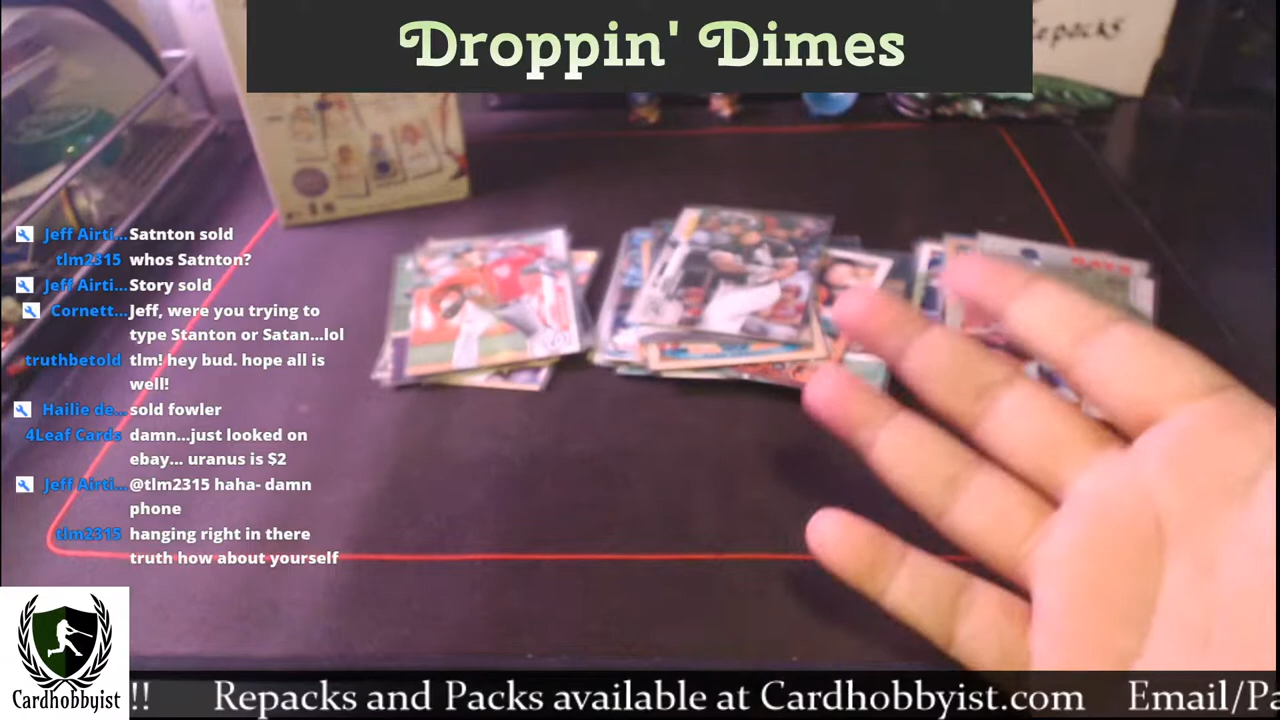 Droppin' Dimes
epacks
Jeff Airti...Satnton sold
tlm2315 whos Satnton?
Jeff Airti...Story sold
Cornett...Jeff, were you trying to
type Stanton or Satan...lol
truthbetold tlm! hey bud. hope all is
well!
Hailie de...sold fowler
4Leaf Cards damn...just looked on
ebay... uranus is $2
Jeff Airti...@tlm2315 haha- damn
phone
tlm2315 hanging right in there
truth how about yourself
Cardhobbyist
!! Repacks and Packs available at Cardhobbyist.com Email/Pa